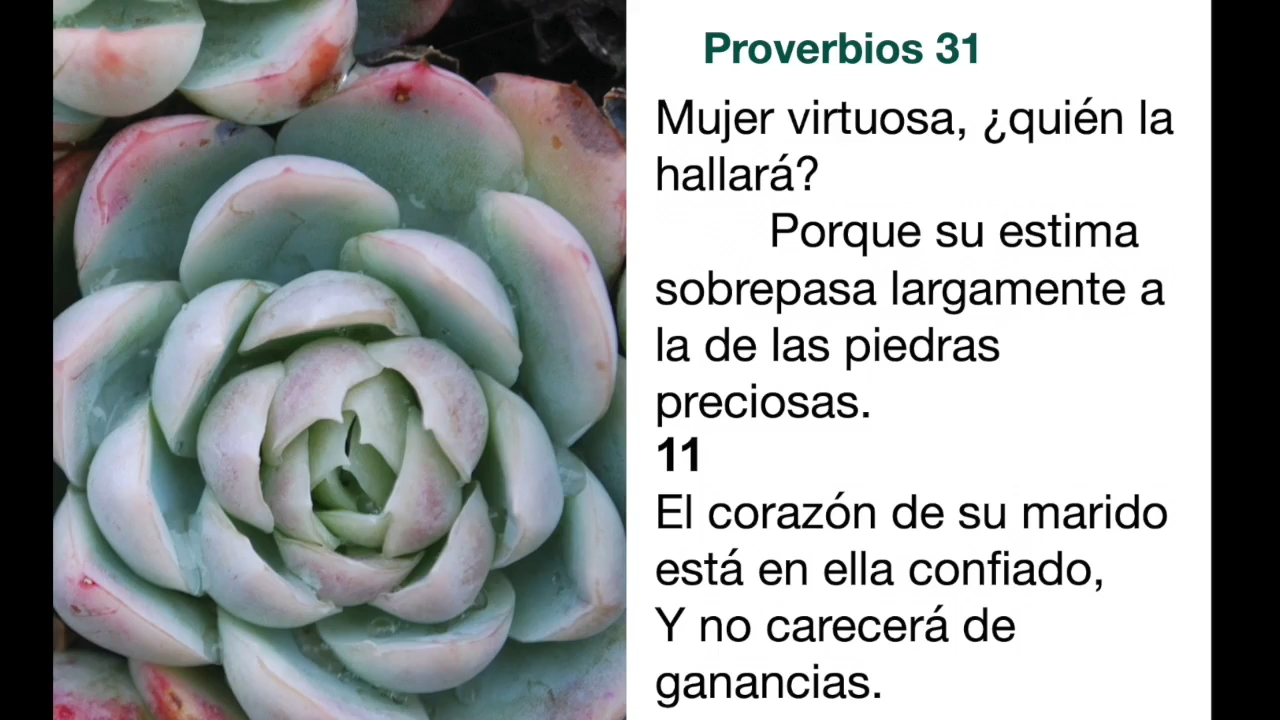 Proverbios 31
Mujer virtuosa, ¿quién la
hallará?
Porque su estima
sobrepasa largamente a
la de las piedras
preciosas.
11
El corazón de su marido
está en ella confiado,
Y no carecerá de
ganancias.